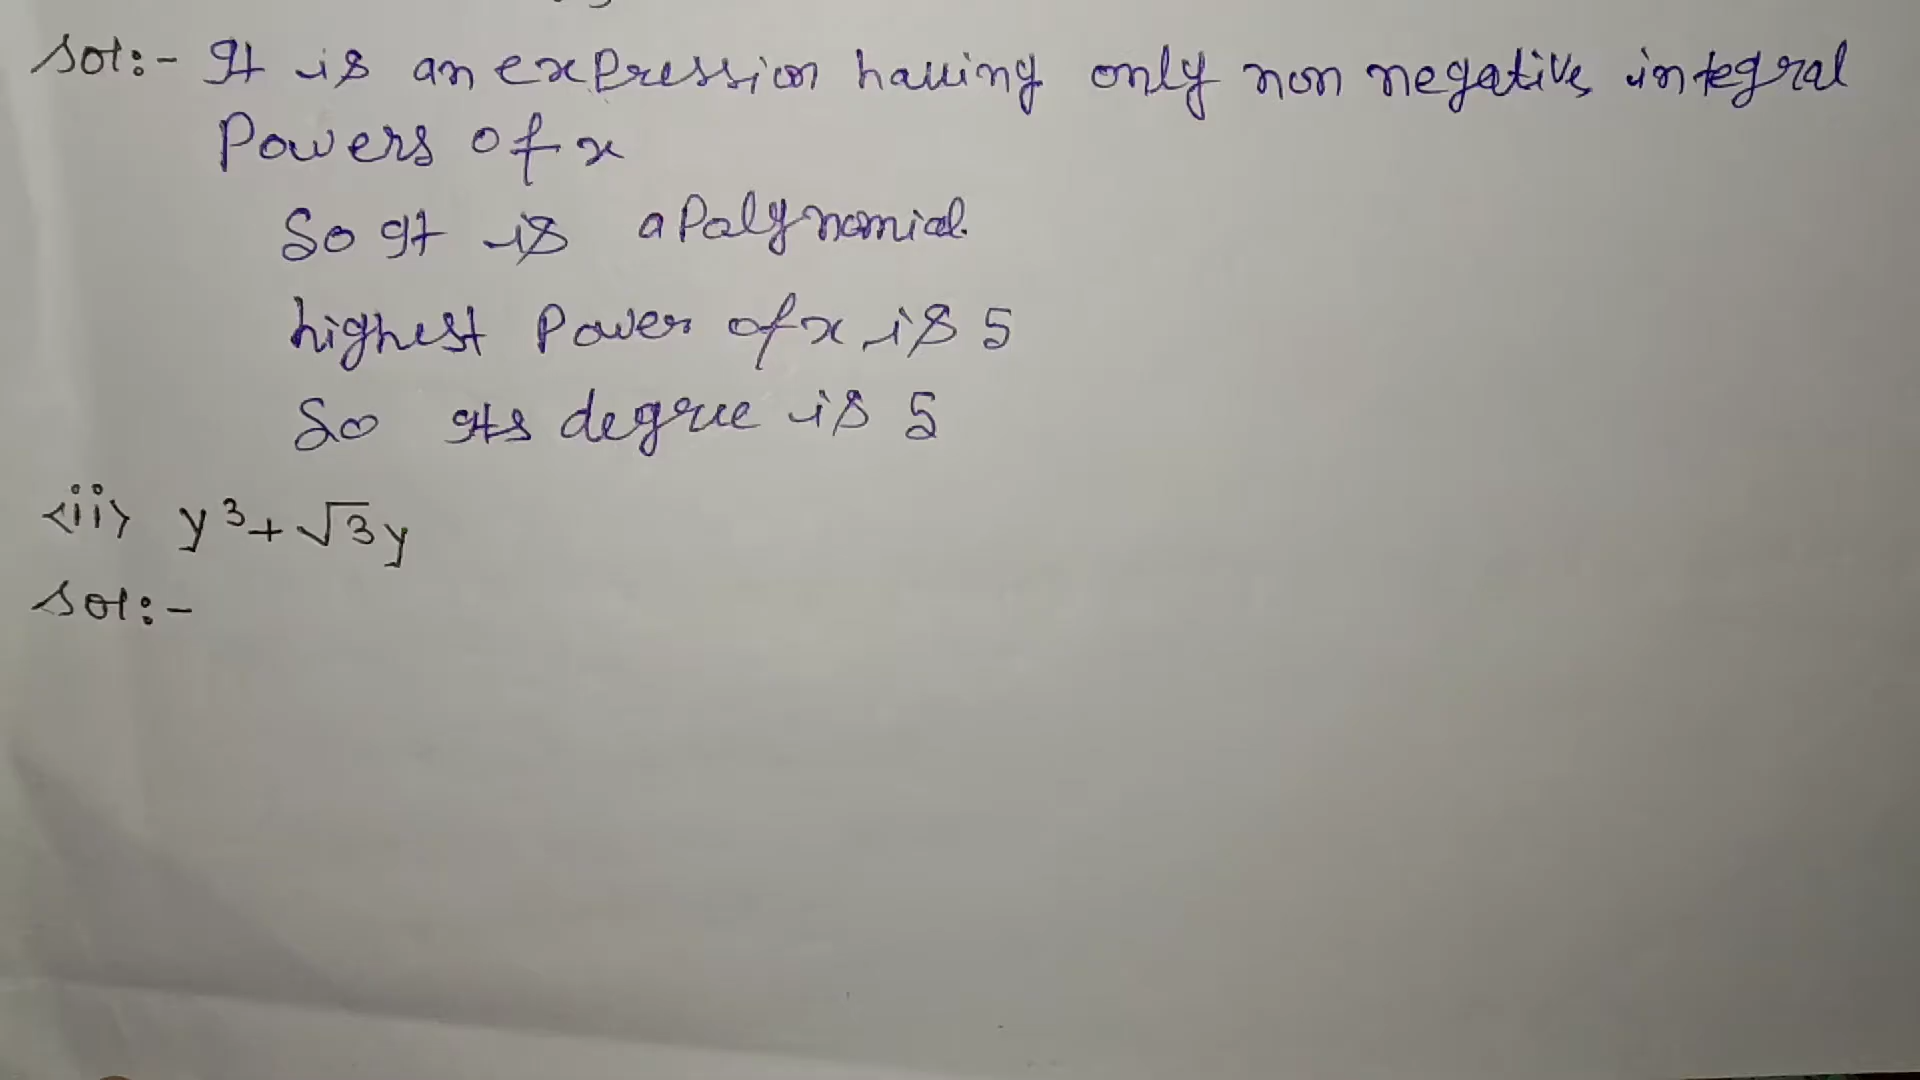 Sol:- It is an expression having only non negative integral
Powers of x
So It is a Polynomial.
highest Power of x is 5
So Its degree is 5
<ii> y³+√3y
Sol:-